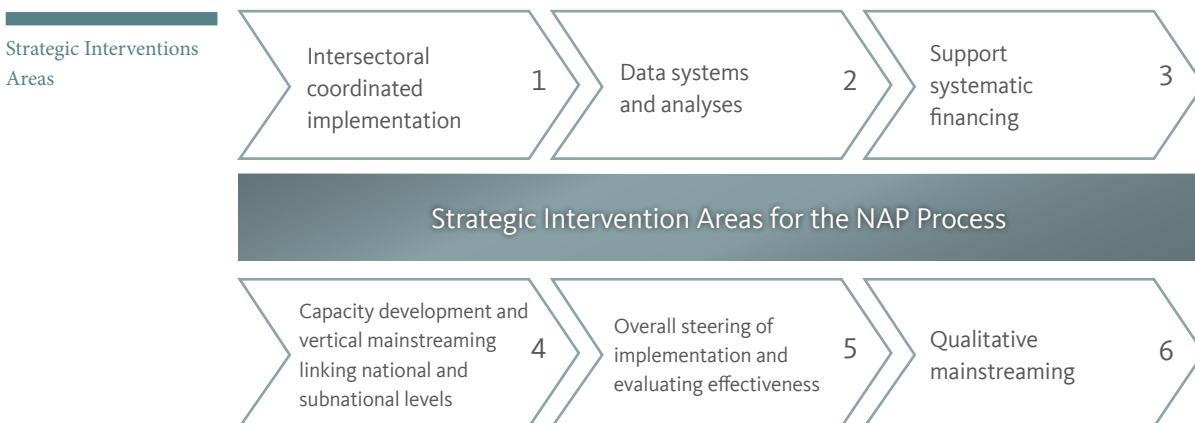 Strategic Interventions
Areas
Intersectoral
coordinated
implementation
1
Data systems
and analyses
2
Support
systematic
financing
3
Strategic Intervention Areas for the NAP Process
Capacity development and
vertical mainstreaming
linking national and
subnational levels
4
Overall steering of
implementation and
evaluating effectiveness
5
Qualitative
mainstreaming
6